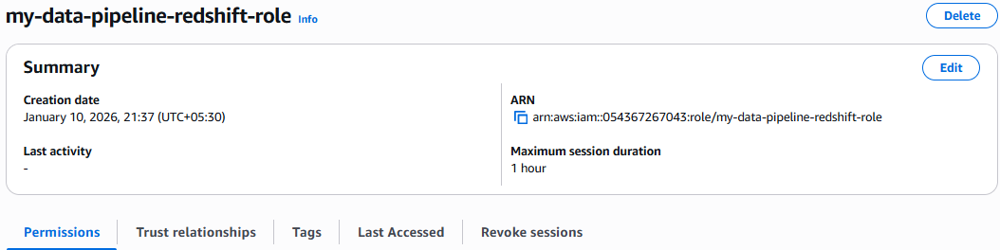 my-data-pipeline-redshift-role Info
Delete
Summary
Edit
Creation date
January 10, 2026, 21:37 (UTC+05:30)
ARN
arn:aws:iam::054367267043:role/my-data-pipeline-redshift-role
Last activity
-
Maximum session duration
1 hour
Permissions
Trust relationships
Tags
Last Accessed
Revoke sessions